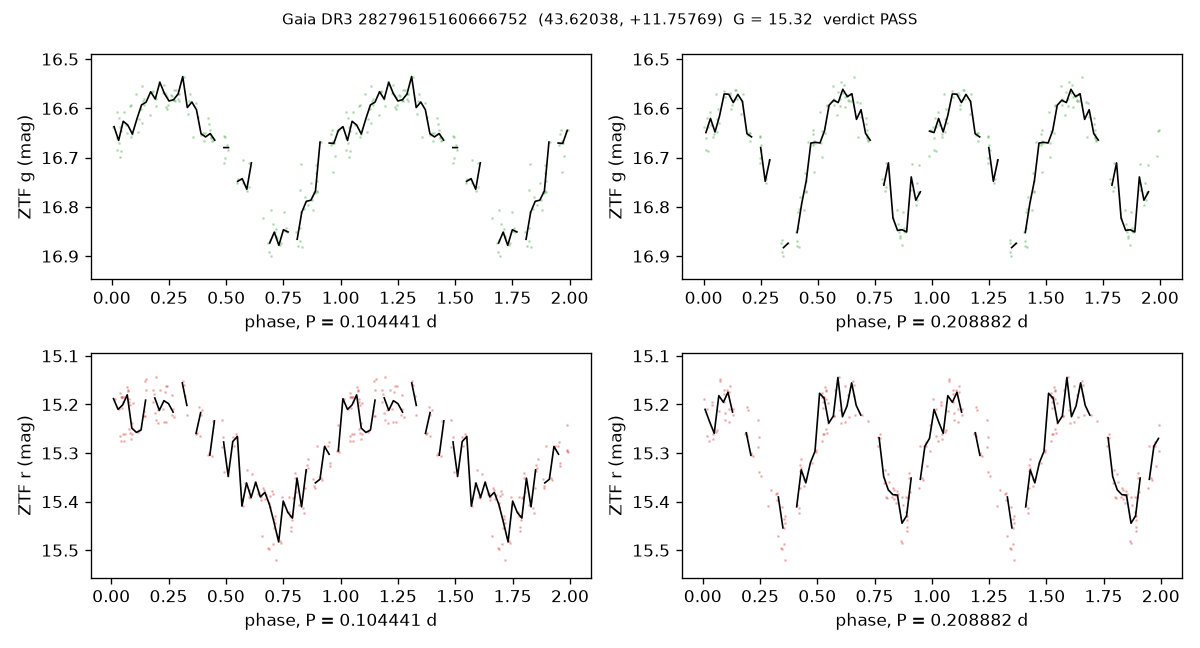 Gaia DR3 28279615160666752 (43.62038, +11.75769) G = 15.32 verdict PASS
ZTF g (mag)
16.5
16.6
16.7
16.8
16.9
0.00 0.25 0.50 0.75 1.00 1.25 1.50 1.75 2.00
phase, P = 0.104441 d
ZTF g (mag)
16.5
16.6
16.7
16.8
16.9
0.00 0.25 0.50 0.75 1.00 1.25 1.50 1.75 2.00
phase, P = 0.208882 d
ZTF r (mag)
15.1
15.2
15.3
15.4
15.5
0.00 0.25 0.50 0.75 1.00 1.25 1.50 1.75 2.00
phase, P = 0.104441 d
ZTF r (mag)
15.1
15.2
15.3
15.4
15.5
0.00 0.25 0.50 0.75 1.00 1.25 1.50 1.75 2.00
phase, P = 0.208882 d